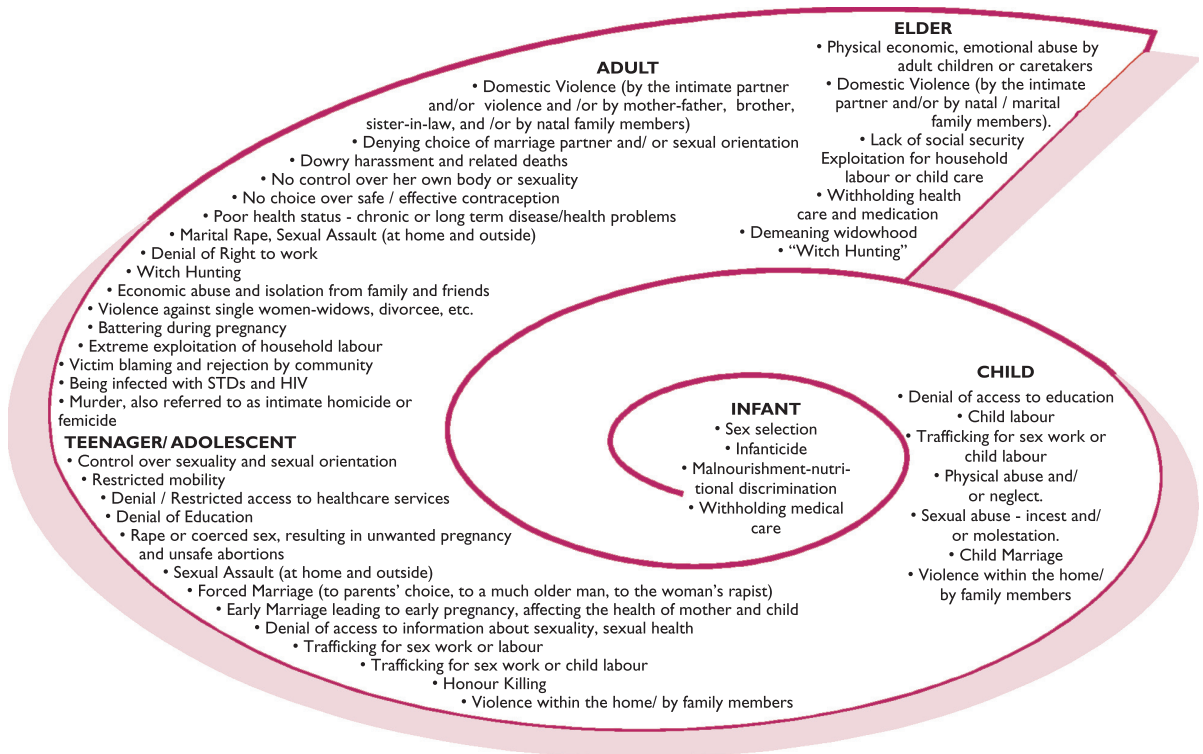 ELDER
• Physical economic, emotional abuse by
adult children or caretakers
• Domestic Violence (by the intimate
partner and/or by natal / marital
family members).
• Lack of social security
Exploitation for household
labour or child care
• Withholding health
care and medication
• Demeaning widowhood
• “Witch Hunting”
ADULT
• Domestic Violence (by the intimate partner
and/or violence and /or by mother-father, brother,
sister-in-law, and /or by natal family members)
• Denying choice of marriage partner and/ or sexual orientation
• Dowry harassment and related deaths
• No control over her own body or sexuality
• No choice over safe / effective contraception
• Poor health status - chronic or long term disease/health problems
• Marital Rape, Sexual Assault (at home and outside)
• Denial of Right to work
• Witch Hunting
• Economic abuse and isolation from family and friends
• Violence against single women-widows, divorcee, etc.
• Battering during pregnancy
• Extreme exploitation of household labour
• Victim blaming and rejection by community
• Being infected with STDs and HIV
• Murder, also referred to as intimate homicide or
femicide
TEENAGER/ ADOLESCENT
• Control over sexuality and sexual orientation
• Restricted mobility
• Denial / Restricted access to healthcare services
• Denial of Education
• Rape or coerced sex, resulting in unwanted pregnancy
and unsafe abortions
• Sexual Assault (at home and outside)
• Forced Marriage (to parents’ choice, to a much older man, to the woman’s rapist)
• Early Marriage leading to early pregnancy, affecting the health of mother and child
• Denial of access to information about sexuality, sexual health
• Trafficking for sex work or labour
• Trafficking for sex work or child labour
• Honour Killing
• Violence within the home/ by family members
INFANT
• Sex selection
• Infanticide
• Malnourishment-nutri-
tional discrimination
• Withholding medical
care
CHILD
• Denial of access to education
• Child labour
• Trafficking for sex work or
child labour
• Physical abuse and/
or neglect.
• Sexual abuse - incest and/
or molestation.
• Child Marriage
• Violence within the home/
by family members